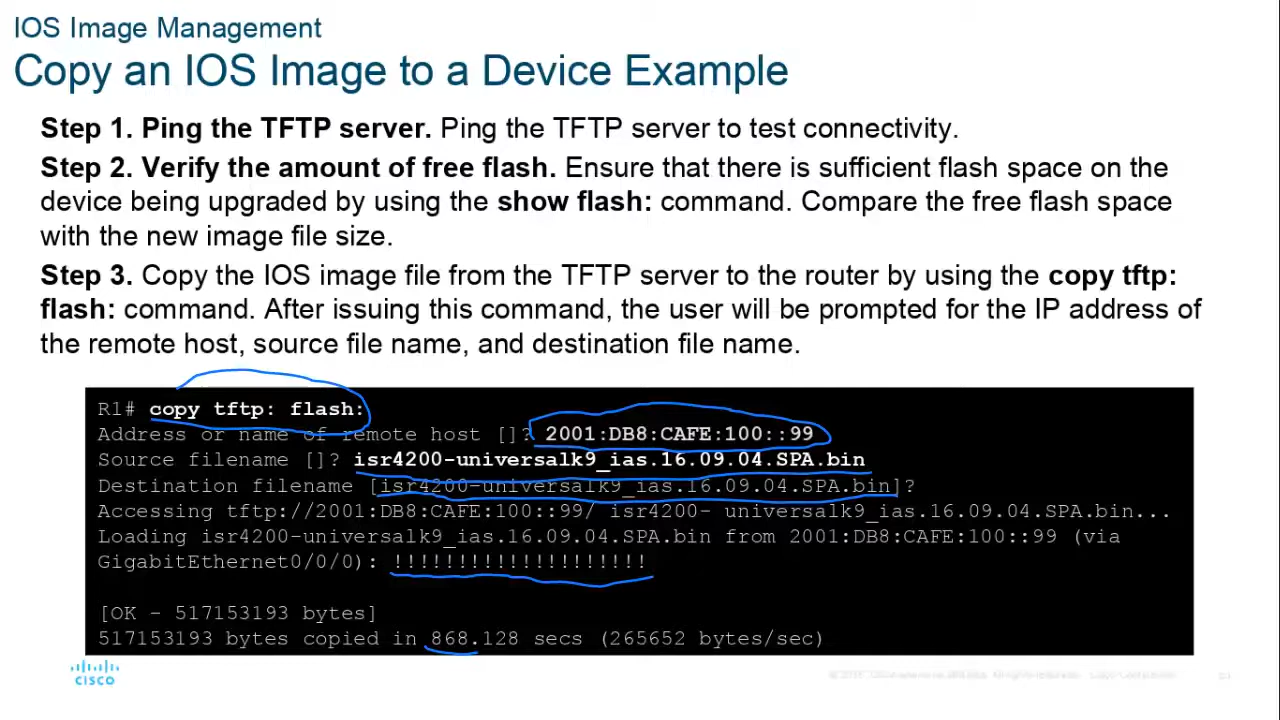 IOS Image Management
Copy an IOS Image to a Device Example
Step 1. Ping the TFTP server. Ping the TFTP server to test connectivity.
Step 2. Verify the amount of free flash. Ensure that there is sufficient flash space on the
device being upgraded by using the show flash: command. Compare the free flash space
with the new image file size.
Step 3. Copy the IOS image file from the TFTP server to the router by using the copy tftp:
flash: command. After issuing this command, the user will be prompted for the IP address of
the remote host, source file name, and destination file name.
R1# copy tftp: flash:
Address or name of remote host []? 2001:DB8:CAFE:100::99
Source filename []? isr4200-universalk9_ias.16.09.04.SPA.bin
Destination filename [isr4200-universalk9_ias.16.09.04.SPA.bin]?
Accessing tftp://2001:DB8:CAFE:100::99/ isr4200- universalk9_ias.16.09.04.SPA.bin...
Loading isr4200-universalk9_ias.16.09.04.SPA.bin from 2001:DB8:CAFE:100::99 (via
GigabitEthernet0/0/0): !!!!!!!!!!!!!!!!!!!!
[OK - 517153193 bytes]
517153193 bytes copied in 868.128 secs (265652 bytes/sec)
CISCO